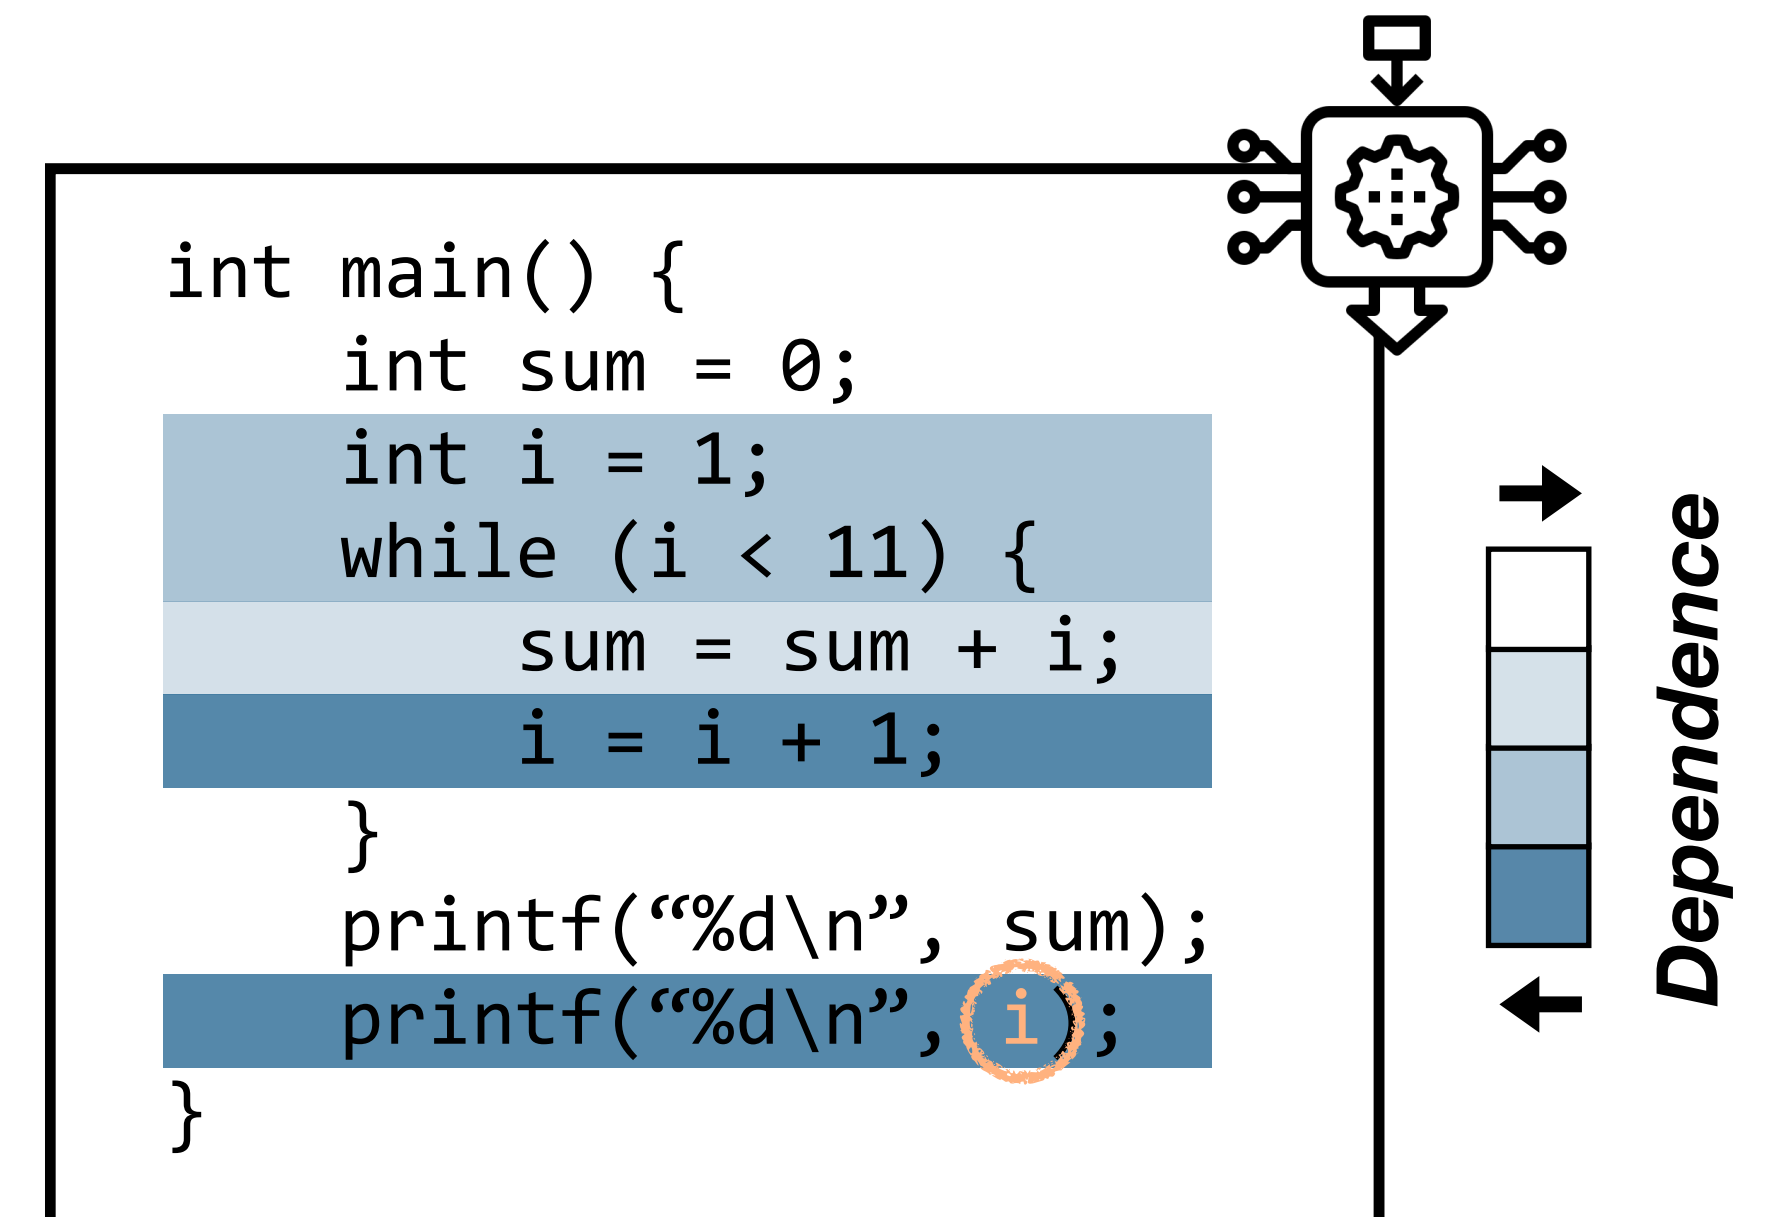 int main() {
    int sum = 0;
    int i = 1;
    while (i < 11) {
        sum = sum + i;
        i = i + 1;
    }
    printf(“%d\n”, sum);
    printf(“%d\n”, i);
}
Dependence